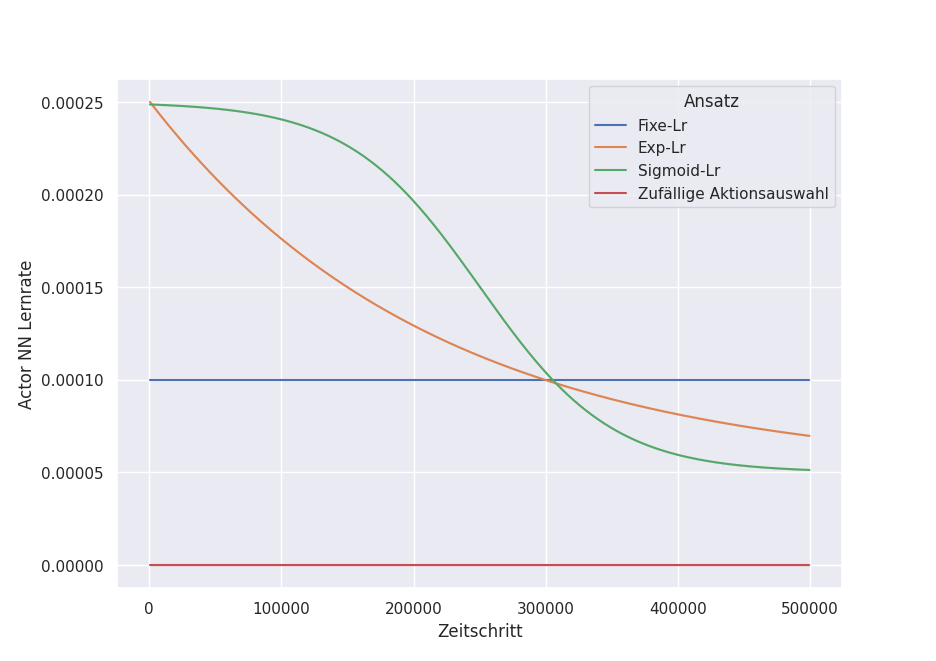 Ansatz
Fixe-Lr
Exp-Lr
Sigmoid-Lr
Zufällige Aktionsauswahl
Actor NN Lernrate
0.00025
0.00020
0.00015
0.00010
0.00005
0.00000
0 100000 200000 300000 400000 500000
Zeitschritt